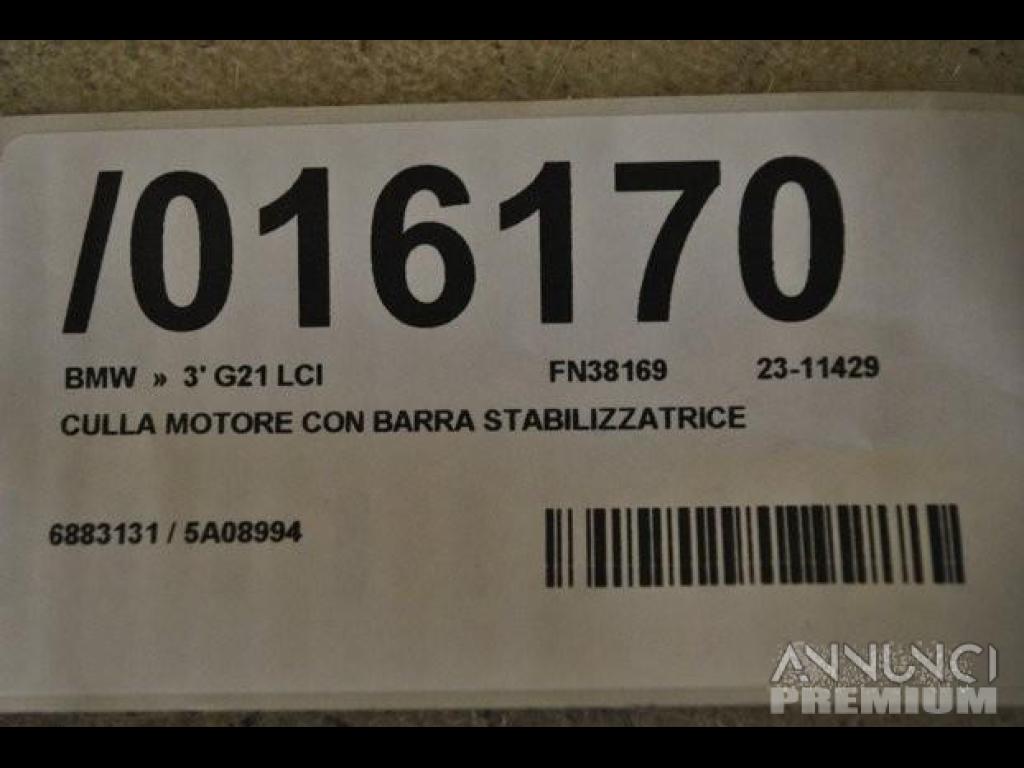 /016170
BMW » 3' G21 LCI FN38169 23-11429
CULLA MOTORE CON BARRA STABILIZZATRICE
6883131 / 5A08994
ANNUNCI
PREMIUM